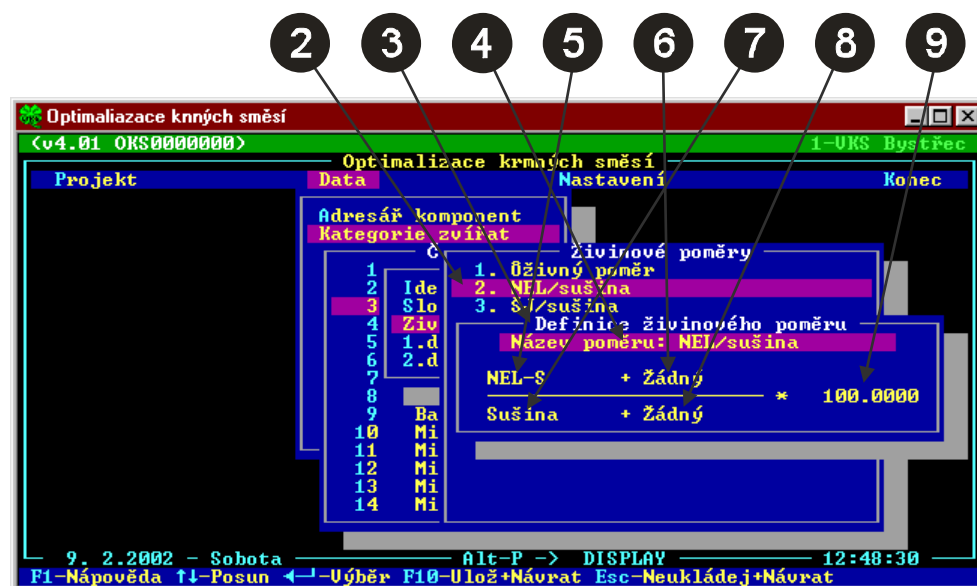 2 3 4 5 6 7 8 9
Optimaliazace knných směsí
(v4.01 OKS0000000) 1-VKS Bystřec
Optimalizace krmných směsí
Projekt Data Nastavení Konec
Adresář komponent
Kategorie zvířat
C Živinové poměry
1 1. Ůživný poměr
2 Ide 2. NEL/sušina
3 Slo 3. /sušina
4 Živ Definice živinového poměru
5 1.d Název poměru: NEL/sušina
6 2.d
7 NEL-S + Žádný
8 * 100.0000
9 Ba Sušina + Žádný
10 Mi
11 Mi
12 Mi
13 Mi
14 Mi
9. 2.2002 - Sobota Alt-P -> DISPLAY 12:48:30
F1-Nápověda ↑↓-Posun ◄─┘-Výběr F10-Ulož+Návrat Esc-Neukládej+Návrat